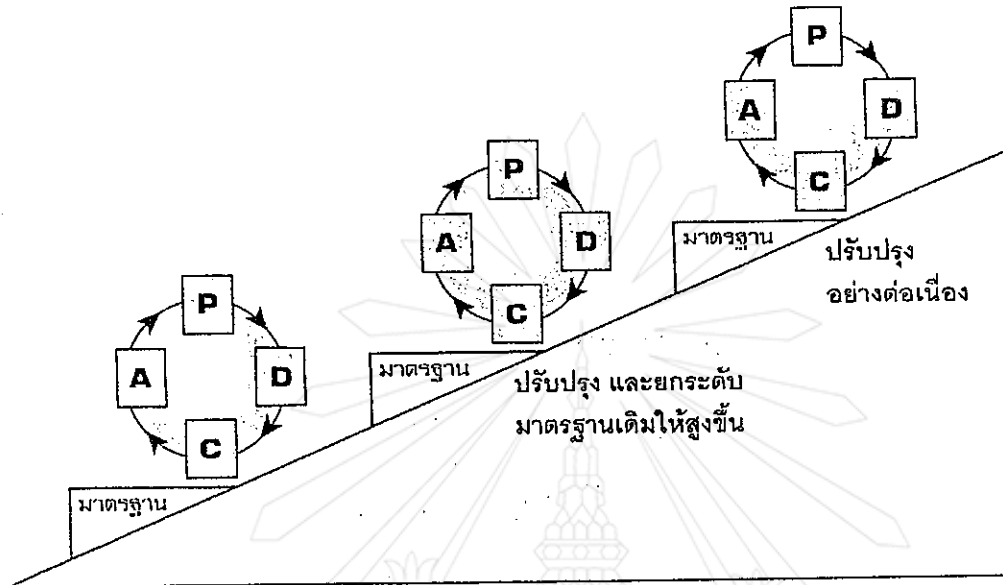 P
A
D
C
มาตรฐาน
ปรับปรุง
อย่างต่อเนื่อง
P
A
D
C
มาตรฐาน
ปรับปรุง และยกระดับ
มาตรฐานเดิมให้สูงขึ้น
P
A
D
C
มาตรฐาน